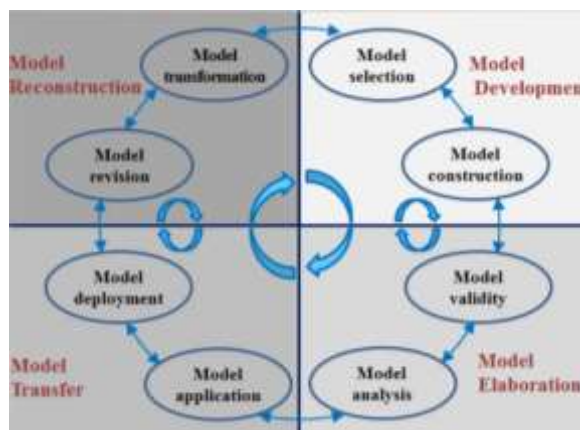 Model
transformation
Model
selection
Model
Reconstruction
Model
Development
Model
revision
Model
construction
Model
deployment
Model
validity
Model
Transfer
Model
application
Model
analysis
Model
Elaboration